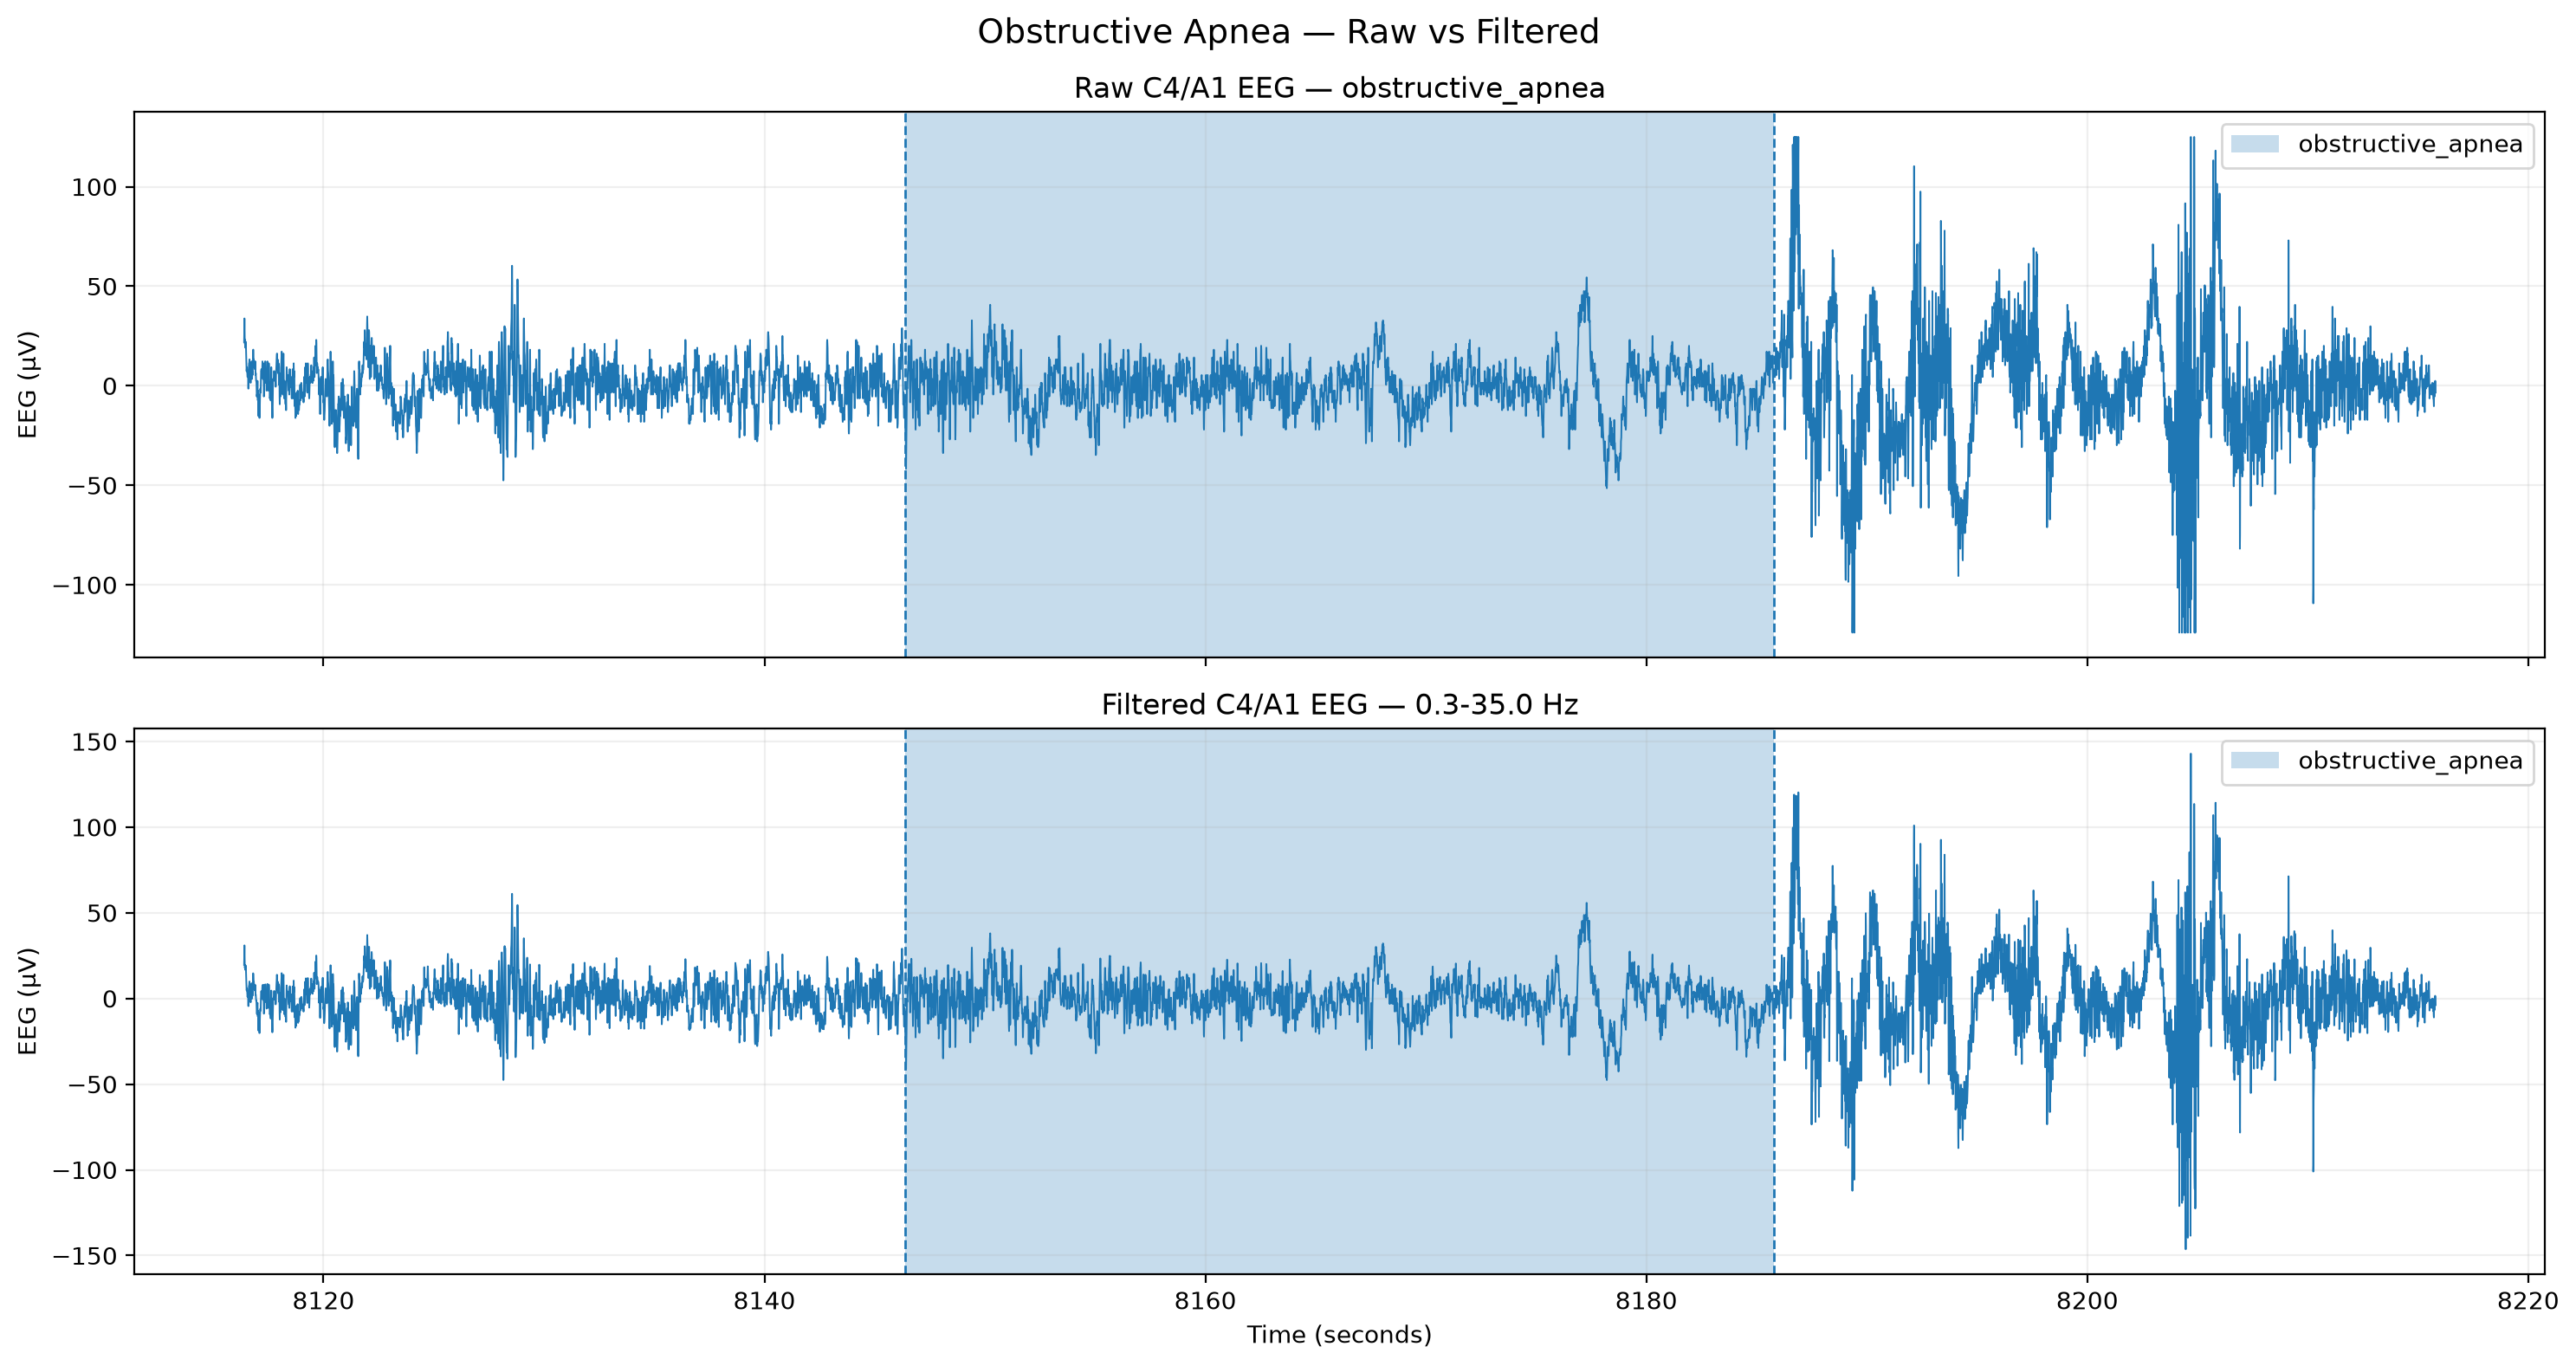 Obstructive Apnea — Raw vs Filtered
Raw C4/A1 EEG — obstructive_apnea
obstructive_apnea
EEG (µV)
100
50
0
−50
−100
Filtered C4/A1 EEG — 0.3-35.0 Hz
obstructive_apnea
EEG (µV)
150
100
50
0
−50
−100
−150
8120 8140 8160 8180 8200 8220
Time (seconds)